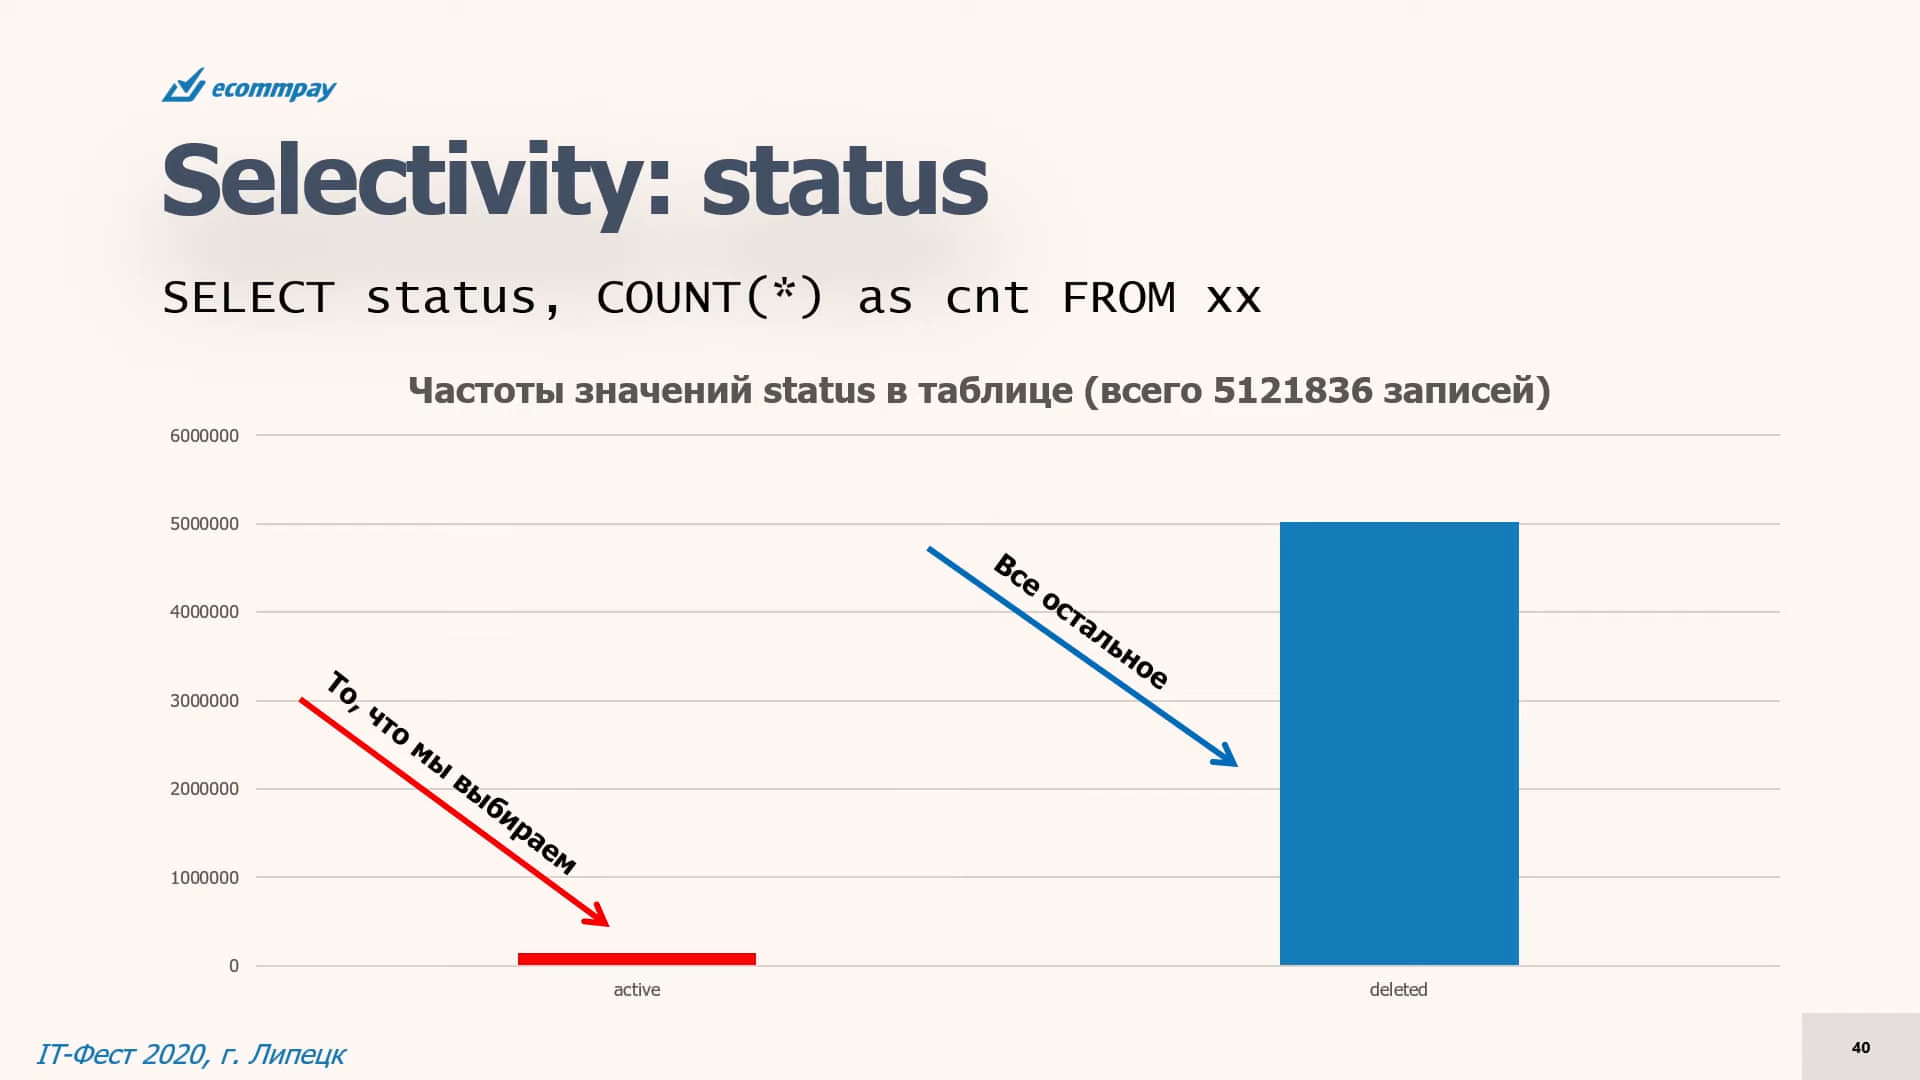 ecommpay
Selectivity: status
SELECT status, COUNT(*) as cnt FROM xx
Частоты значений status в таблице (всего 5121836 записей)
6000000
5000000
4000000
3000000
2000000
1000000
0
То, что мы выбираем
Все остальное
active
deleted
IT-Фест 2020, г. Липецк
40